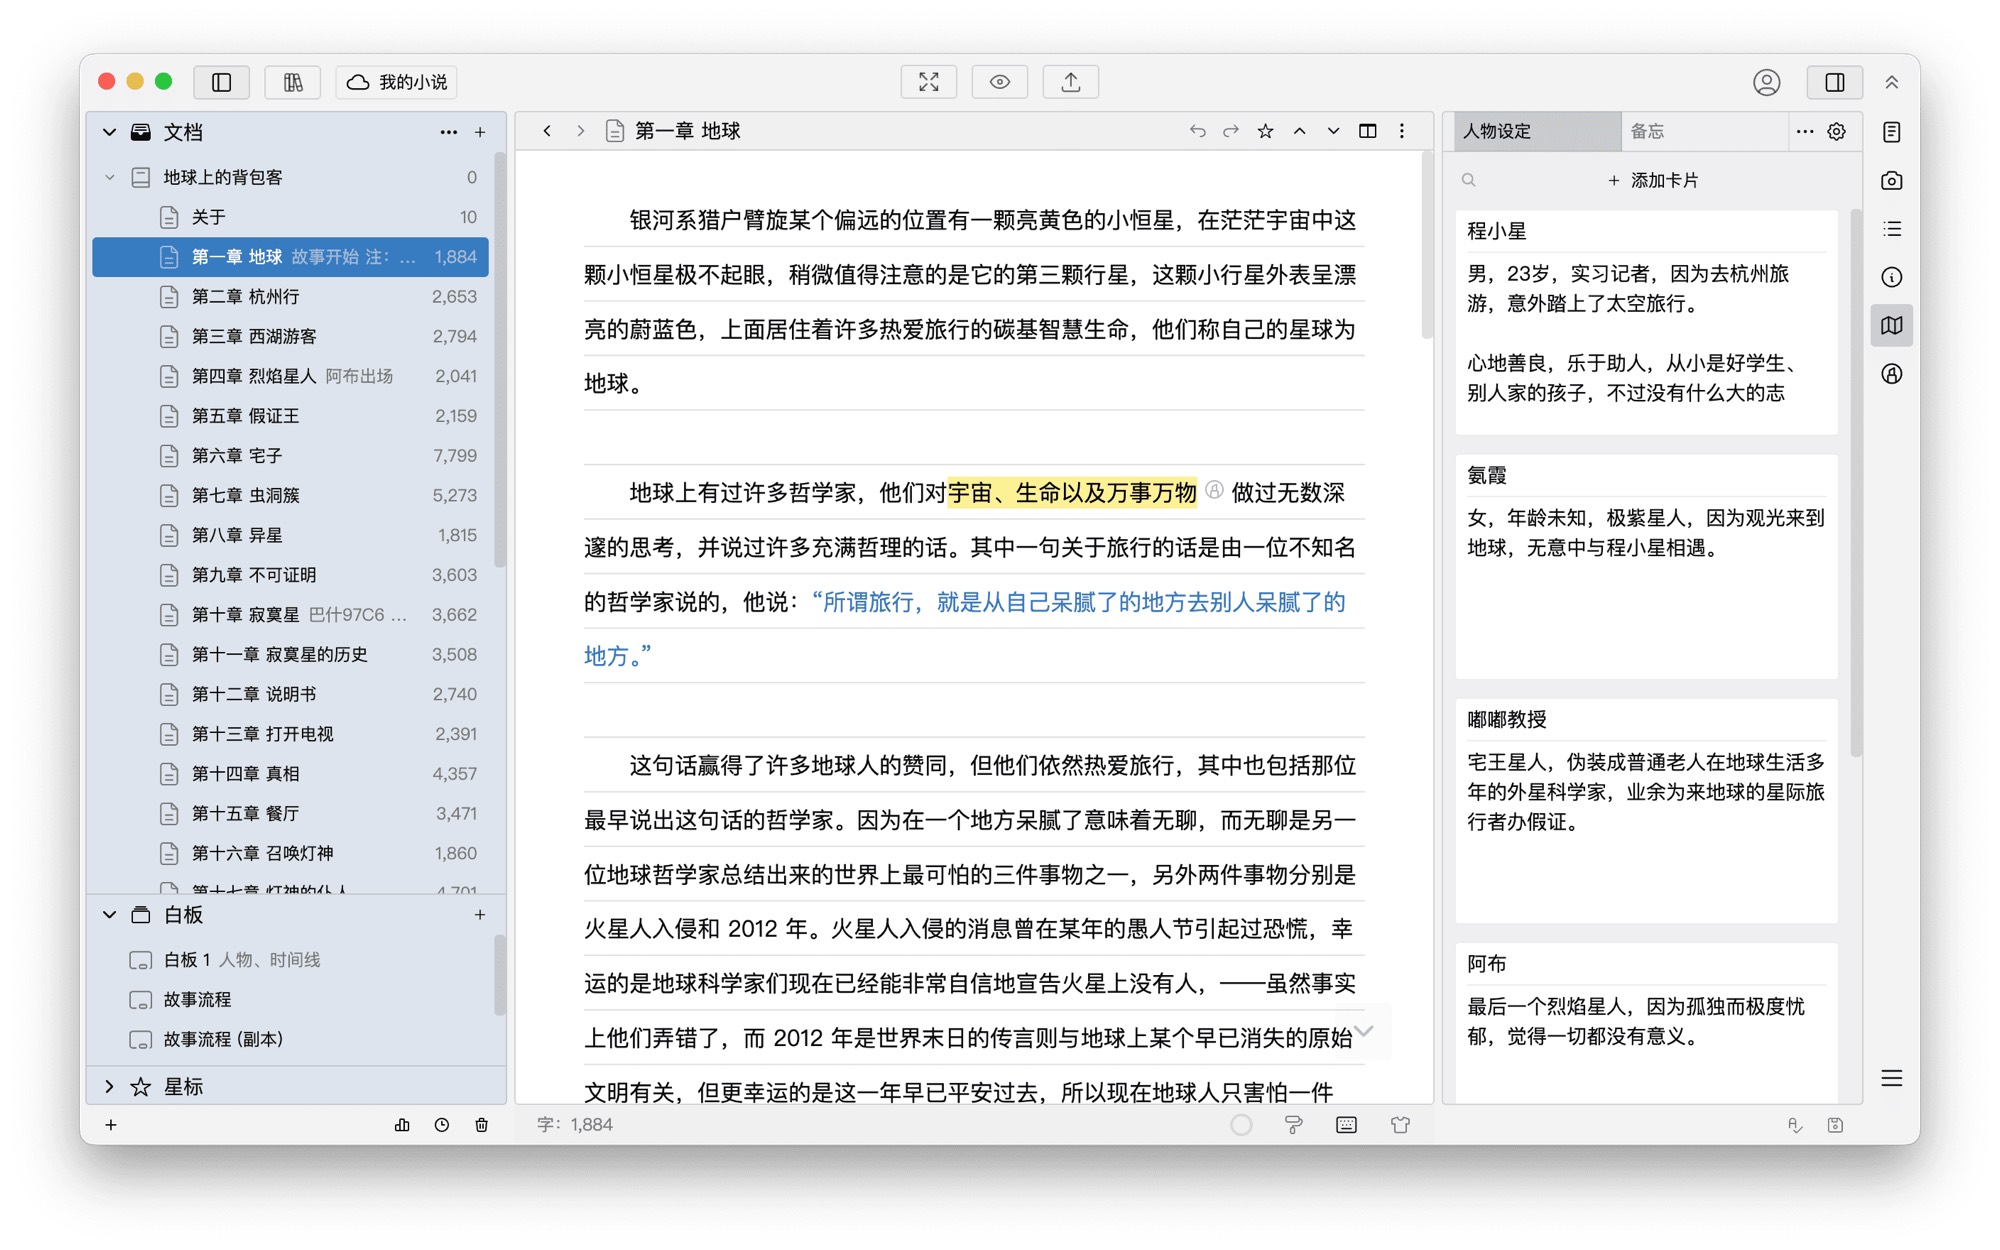 我的小说
文档
地球上的背包客 0
关于 10
第一章 地球 故事开始 注：... 1,884
第二章 杭州行 2,653
第三章 西湖游客 2,794
第四章 烈焰星人 阿布出场 2,041
第五章 假证王 2,159
第六章 宅子 7,799
第七章 虫洞簇 5,273
第八章 异星 1,815
第九章 不可证明 3,603
第十章 寂寞星 巴什97C6 ... 3,662
第十一章 寂寞星的历史 3,508
第十二章 说明书 2,740
第十三章 打开电视 2,391
第十四章 真相 4,357
第十五章 餐厅 3,471
第十六章 召唤灯神 1,860
第十七章 灯神的仆人 4,701
白板
白板 1 人物、时间线
故事流程
故事流程 (副本)
星标
第一章 地球
银河系猎户臂旋某个偏远的位置有一颗亮黄色的小恒星，在茫茫宇宙中这
颗小恒星极不起眼，稍微值得注意的是它的第三颗行星，这颗小行星外表呈漂
亮的蔚蓝色，上面居住着许多热爱旅行的碳基智慧生命，他们称自己的星球为
地球。
地球上有过许多哲学家，他们对宇宙、生命以及万事万物 做过无数深
邃的思考，并说过许多充满哲理的话。其中一句关于旅行的话是由一位不知名
的哲学家说的，他说：“所谓旅行，就是从自己呆腻了的地方去别人呆腻了的
地方。”
这句话赢得了许多地球人的赞同，但他们依然热爱旅行，其中也包括那位
最早说出这句话的哲学家。因为在一个地方呆腻了意味着无聊，而无聊是另一
位地球哲学家总结出来的世界上最可怕的三件事物之一，另外两件事物分别是
火星人入侵和 2012 年。火星人入侵的消息曾在某年的愚人节引起过恐慌，幸
运的是地球科学家们现在已经能非常自信地宣告火星上没有人，——虽然事实
上他们弄错了，而 2012 年是世界末日的传言则与地球上某个早已消失的原始
文明有关，但更幸运的是这一年早已平安过去，所以现在地球人只害怕一件
字：1,884
人物设定 备忘
+ 添加卡片
程小星
男，23岁，实习记者，因为去杭州旅
游，意外踏上了太空旅行。
心地善良，乐于助人，从小是好学生、
别人家的孩子，不过没有什么大的志
氨霞
女，年龄未知，极紫星人，因为观光来到
地球，无意中与程小星相遇。
嘟嘟教授
宅王星人，伪装成普通老人在地球生活多
年的外星科学家，业余为来地球的星际旅
行者办假证。
阿布
最后一个烈焰星人，因为孤独而极度忧
郁，觉得一切都没有意义。